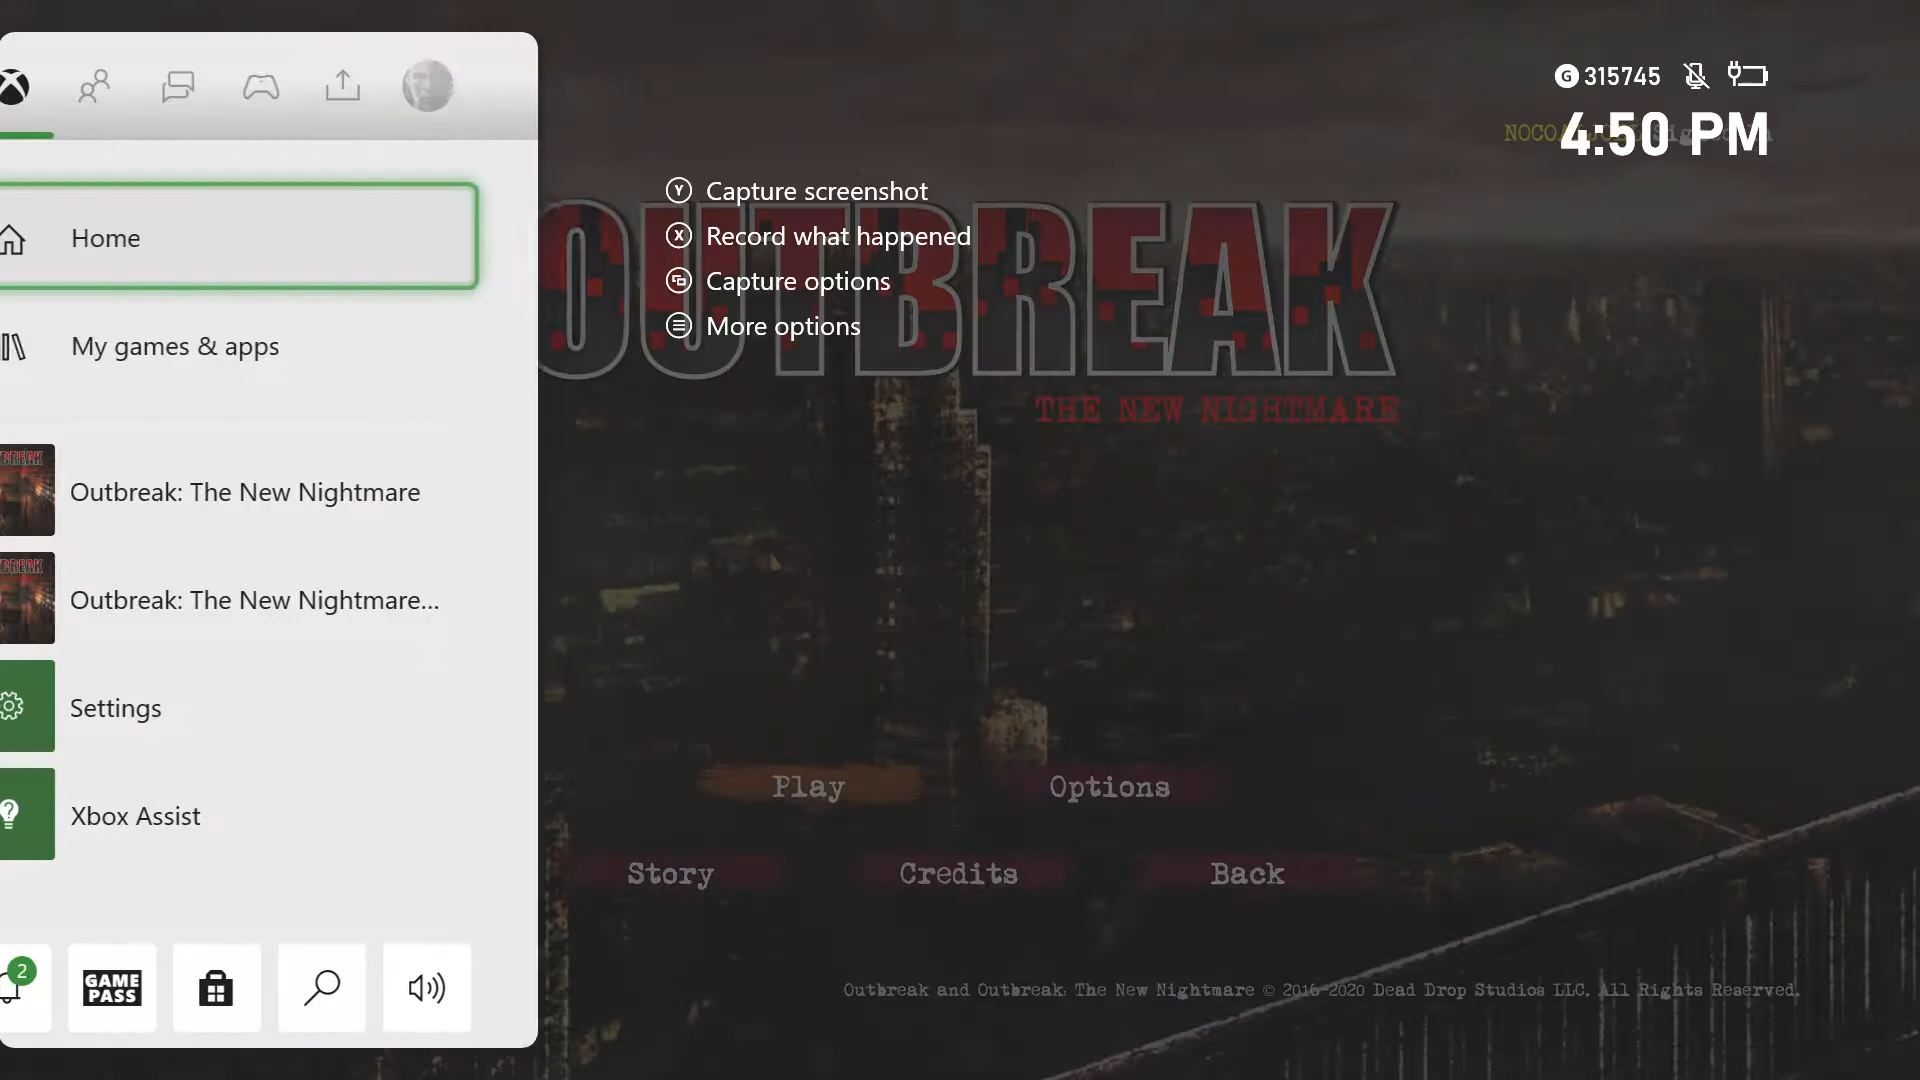 315745
4:50 PM
Y Capture screenshot
X Record what happened
Capture options
More options
Home
My games & apps
Outbreak: The New Nightmare
Outbreak: The New Nightmare...
Settings
Xbox Assist
2
GAME PASS
OUTBREAK
THE NEW NIGHTMARE
Play
Options
Story
Credits
Back
Outbreak and Outbreak: The New Nightmare © 2016-2020 Dead Drop Studios LLC. All Rights Reserved.